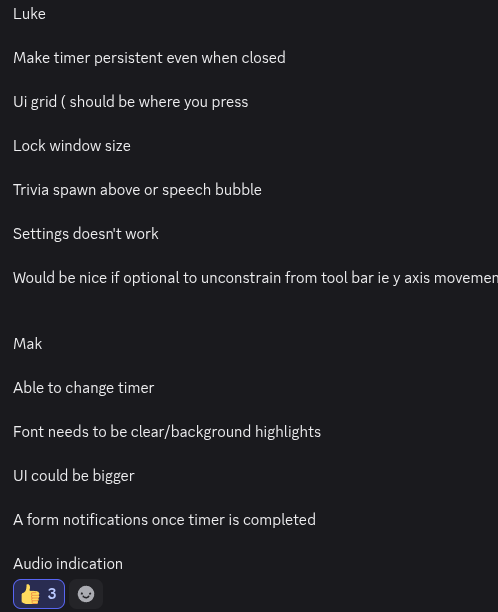 Luke
Make timer persistent even when closed
Ui grid ( should be where you press
Lock window size
Trivia spawn above or speech bubble
Settings doesn't work
Would be nice if optional to unconstrain from tool bar ie y axis
Mak
Able to change timer
Font needs to be clear/background highlights
UI could be bigger
A form notifications once timer is completed
Audio indication
3